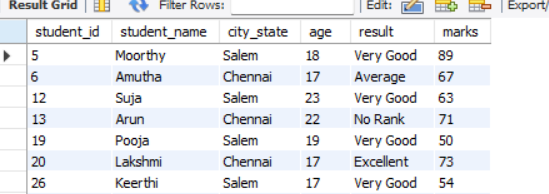 Result Grid Filter Rows: Edit: Export/
student_id student_name city_state age result marks
5 Moorthy Salem 18 Very Good 89
6 Amutha Chennai 17 Average 67
12 Suja Salem 23 Very Good 63
13 Arun Chennai 22 No Rank 71
19 Pooja Salem 19 Very Good 50
20 Lakshmi Chennai 17 Excellent 73
26 Keerthi Salem 17 Very Good 54